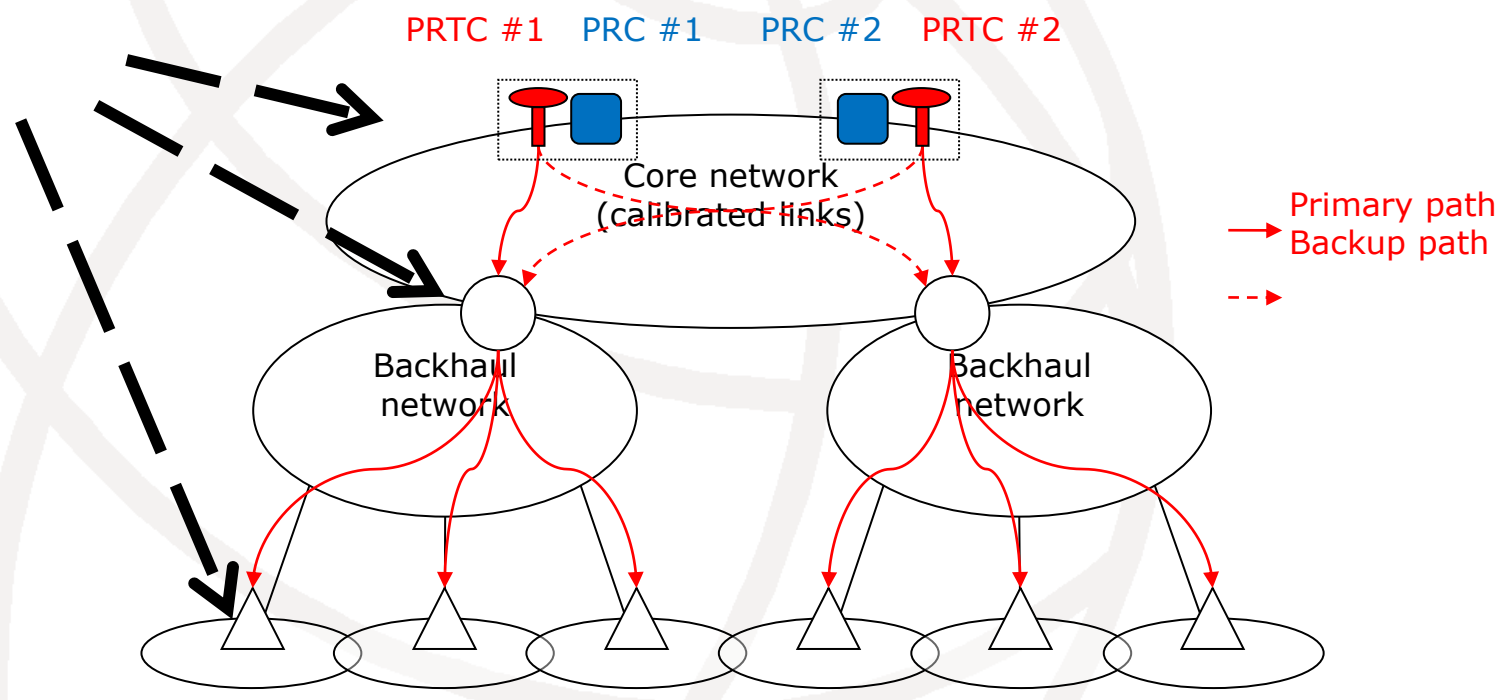 PRTC #1 PRC #1 PRC #2 PRTC #2
Core network
(calibrated links)
Primary path
Backup path
Backhaul
network
Backhaul
network